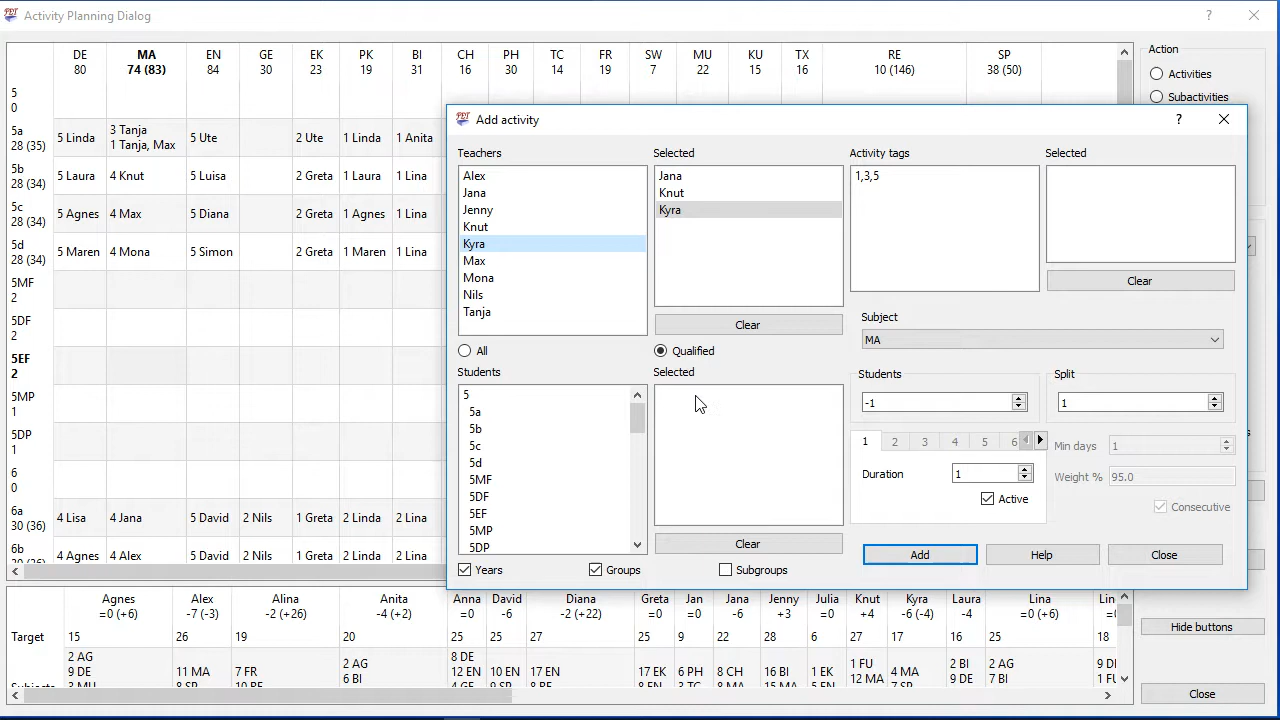 Activity Planning Dialog
DE MA EN GE EK PK BI CH PH TC FR SW MU KU TX RE SP
80 74 (83) 84 30 23 19 31 16 30 14 19 7 22 15 16 10 (146) 38 (50)
Action
Activities
Subactivities
5
0
5a
28 (35)
5 Linda
3 Tanja
1 Tanja, Max
5 Ute
2 Ute
1 Linda
1 Anita
5b
28 (34)
5 Laura
4 Knut
5 Luisa
2 Greta
1 Laura
1 Lina
5c
28 (34)
5 Agnes
4 Max
5 Diana
2 Greta
1 Agnes
1 Lina
5d
28 (34)
5 Maren
4 Mona
5 Simon
2 Greta
1 Maren
1 Lina
5MF
2
5DF
2
5EF
2
5MP
1
5DP
1
6
0
6a
30 (36)
4 Lisa
4 Jana
5 David
2 Nils
1 Greta
2 Linda
2 Lina
6b
4 Agnes
4 Alex
5 David
2 Nils
1 Greta
2 Linda
1 Lina
Add activity
Teachers
Alex
Jana
Jenny
Knut
Kyra
Max
Mona
Nils
Tanja
All
Selected
Jana
Knut
Kyra
Clear
Qualified
Activity tags
1,3,5
Selected
Clear
Subject
MA
Students
5
5a
5b
5c
5d
5MF
5DF
5EF
5MP
5DP
Selected
Clear
Years
Groups
Subgroups
Students
-1
Split
1
1 2 3 4 5 6
Duration
1
Active
Min days
1
Weight %
95.0
Consecutive
Add
Help
Close
Agnes Alex Alina Anita Anna David Diana Greta Jan Jana Jenny Julia Knut Kyra Laura Lina
=0 (+6) -7 (-3) -2 (+26) -4 (+2) =0 -6 -2 (+22) =0 =0 -6 +3 =0 +4 -6 (-4) -4 =0 (+6)
Target 15 26 19 20 25 25 27 25 9 22 28 6 27 17 16 25 18
2 AG
9 DE
11 MA
7 FR
2 AG
6 BI
8 DE
12 EN
10 EN
17 EN
17 EK
6 PH
8 CH
16 BI
1 EK
1 FU
12 MA
4 MA
2 BI
9 DE
2 AG
7 BI
Hide buttons
Close